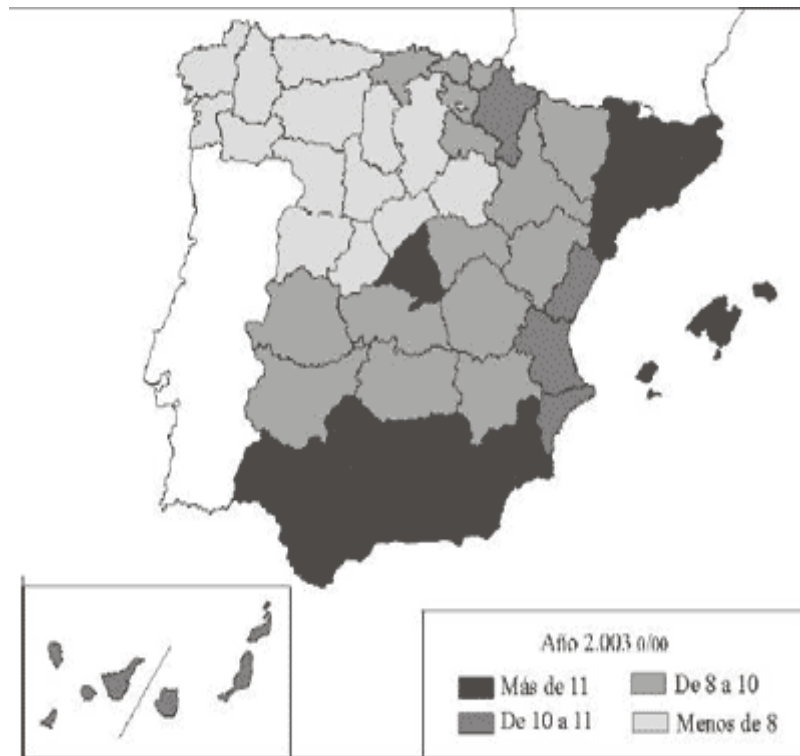 Año 2.003 0/00
Más de 11
De 8 a 10
De 10 a 11
Menos de 8